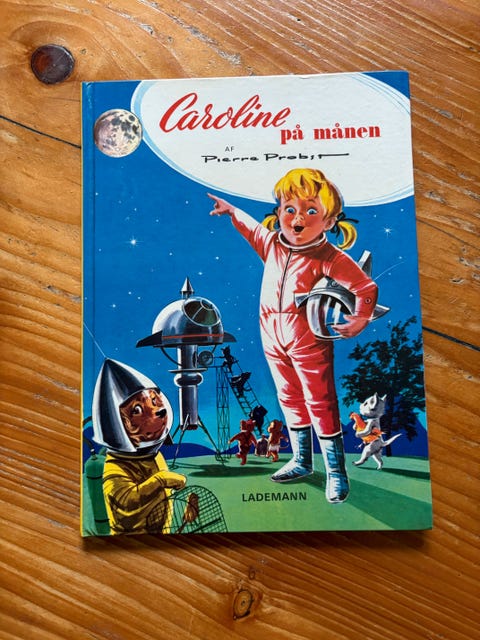 Caroline
på månen
AF
Pierre Probst
LADEMANN